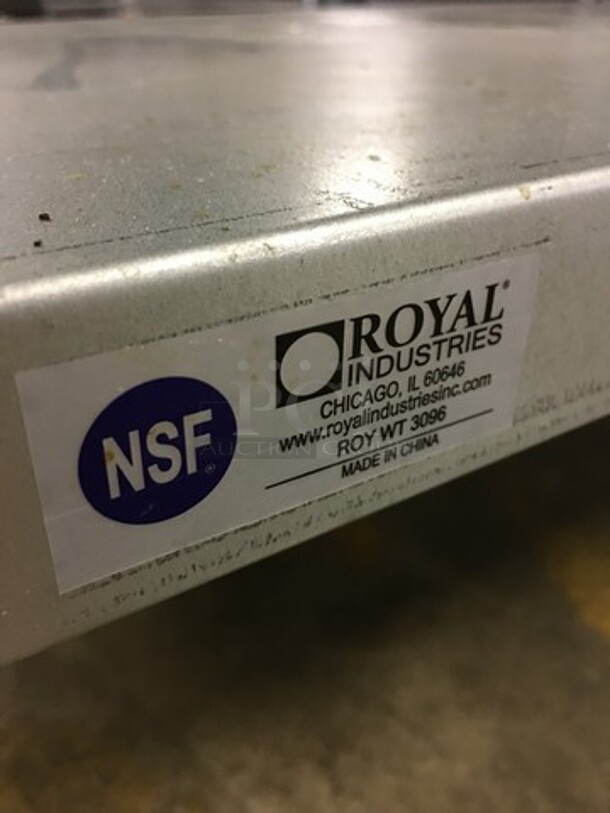 NSF®
ROYAL®
INDUSTRIES
CHICAGO, IL 60646
www.royalindustriesinc.com
ROY WT 3096
MADE IN CHINA